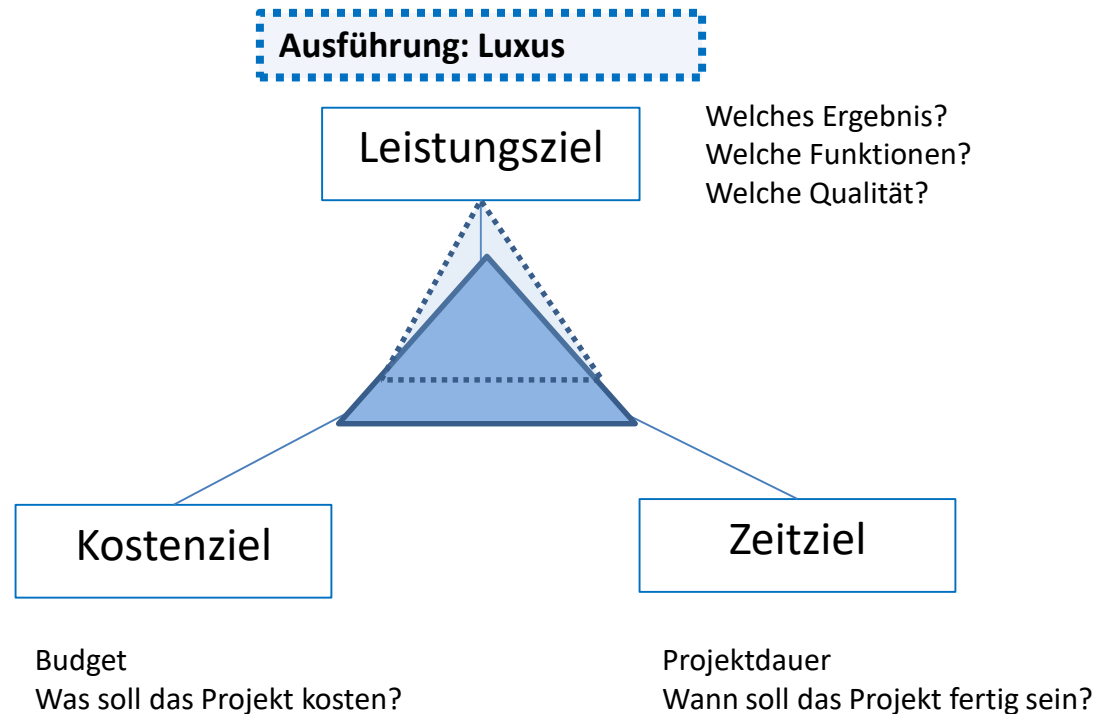 Ausführung: Luxus
Leistungsziel
Welches Ergebnis?
Welche Funktionen?
Welche Qualität?
Kostenziel
Zeitziel
Budget
Was soll das Projekt kosten?
Projektdauer
Wann soll das Projekt fertig sein?